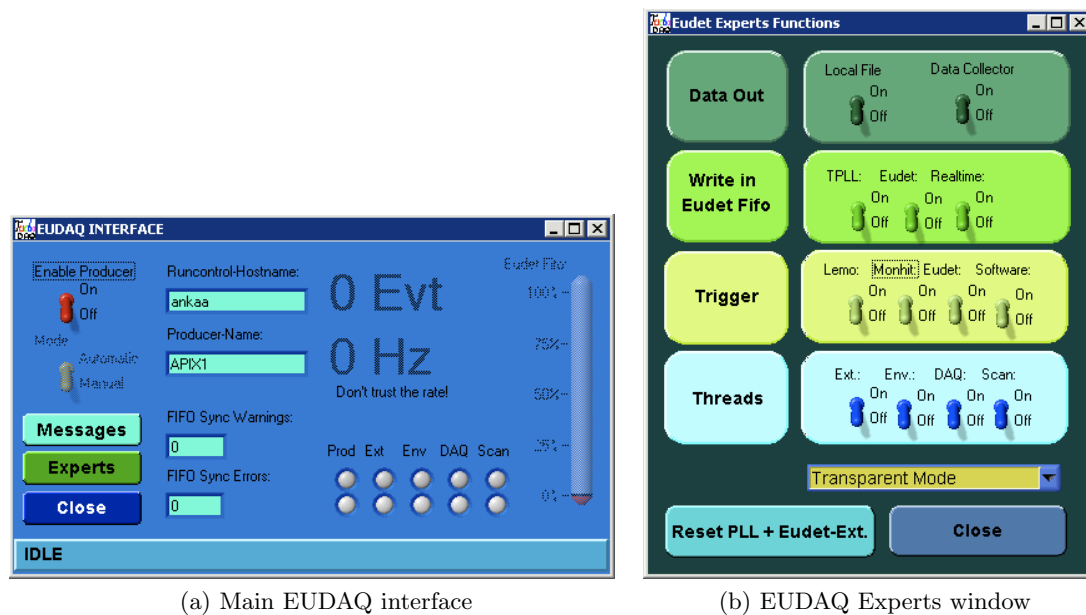 EUDAQ INTERFACE
Enable Producer
On
Off
Mode
Automatic
Manual
Messages
Experts
Close
Runcontrol-Hostname:
ankaa
Producer-Name:
APIX1
FIFO Sync Warnings:
0
FIFO Sync Errors:
0
0 Evt
0 Hz
Don't trust the rate!
Prod Ext Env DAQ Scan
Eudet Fifo:
100%
75%
50%
25%
0%
IDLE
(a) Main EUDAQ interface
Eudet Experts Functions
Data Out
Local File Data Collector
On On
Off Off
Write in
Eudet Fifo
TPLL: Eudet: Realtime:
On On On
Off Off Off
Trigger
Lemo: Monhit: Eudet: Software:
On On On On
Off Off Off Off
Threads
Ext.: Env.: DAQ: Scan:
On On On On
Off Off Off Off
Transparent Mode
Reset PLL + Eudet-Ext. Close
(b) EUDAQ Experts window